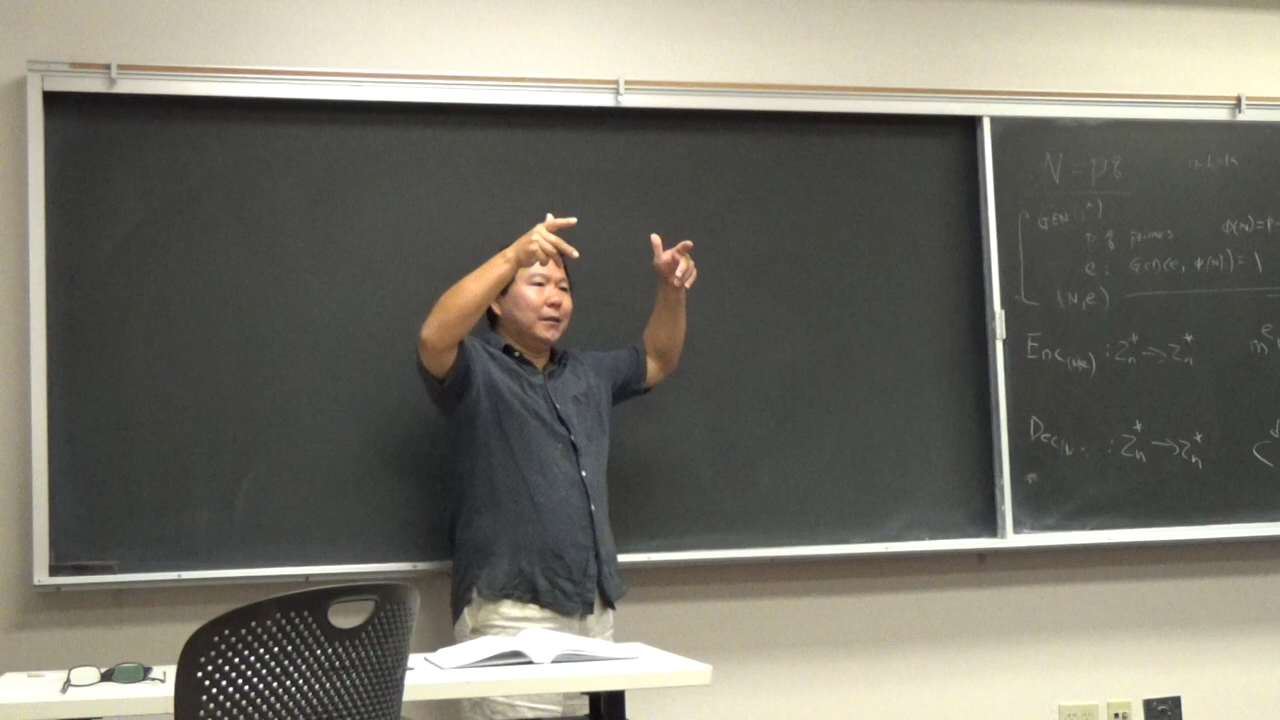 N = pq
GEN(1^λ)
p q primes Φ(N)=P
e: GCD(e, Φ(N)) = 1
(N,e)
Enc(N,e) : Z*n → Z*n m^e
Dec(N : Z*n → Z*n